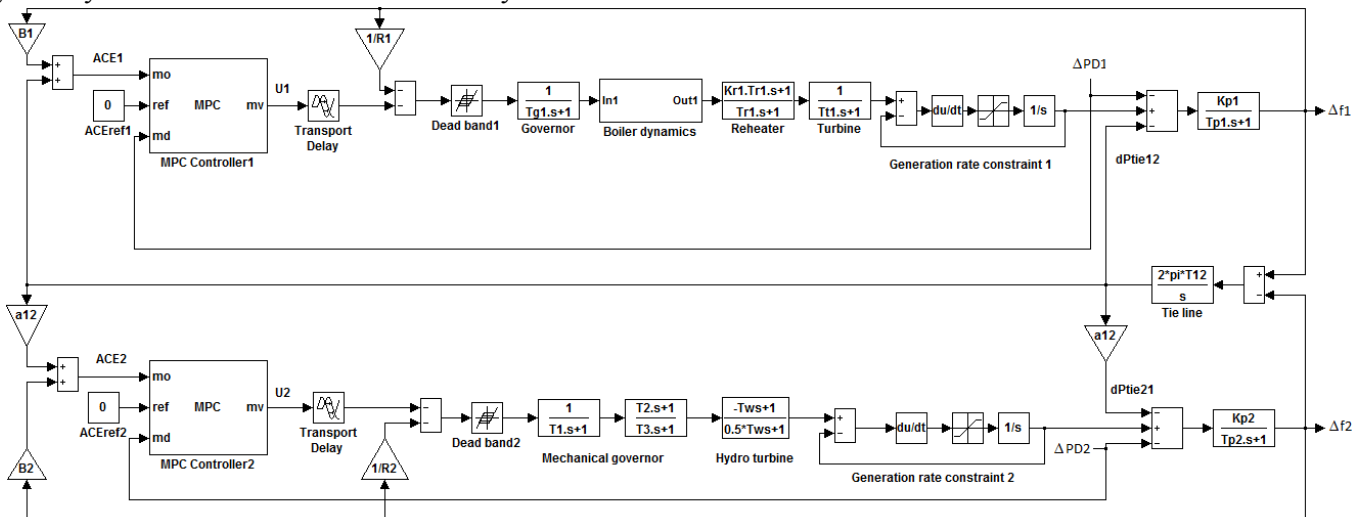 B1
ACE1
mo
ref
md
MPC
mv
MPC Controller1
0
ACEref1
U1
Transport
Delay
1/R1
Dead band1
1
Tg1.s+1
Governor
In1
Out1
Boiler dynamics
Kr1.Tr1.s+1
Tr1.s+1
Reheater
1
Tt1.s+1
Turbine
du/dt
1/s
Generation rate constraint 1
ΔPD1
dPtie12
Kp1
Tp1.s+1
Δf1
2*pi*T12
s
Tie line
a12
a12
dPtie21
ACE2
mo
ref
md
MPC
mv
MPC Controller2
0
ACEref2
B2
U2
Transport
Delay
1/R2
Dead band2
1
T1.s+1
T2.s+1
T3.s+1
Mechanical governor
-Tws+1
0.5*Tws+1
Hydro turbine
du/dt
1/s
Generation rate constraint 2
ΔPD2
Kp2
Tp2.s+1
Δf2